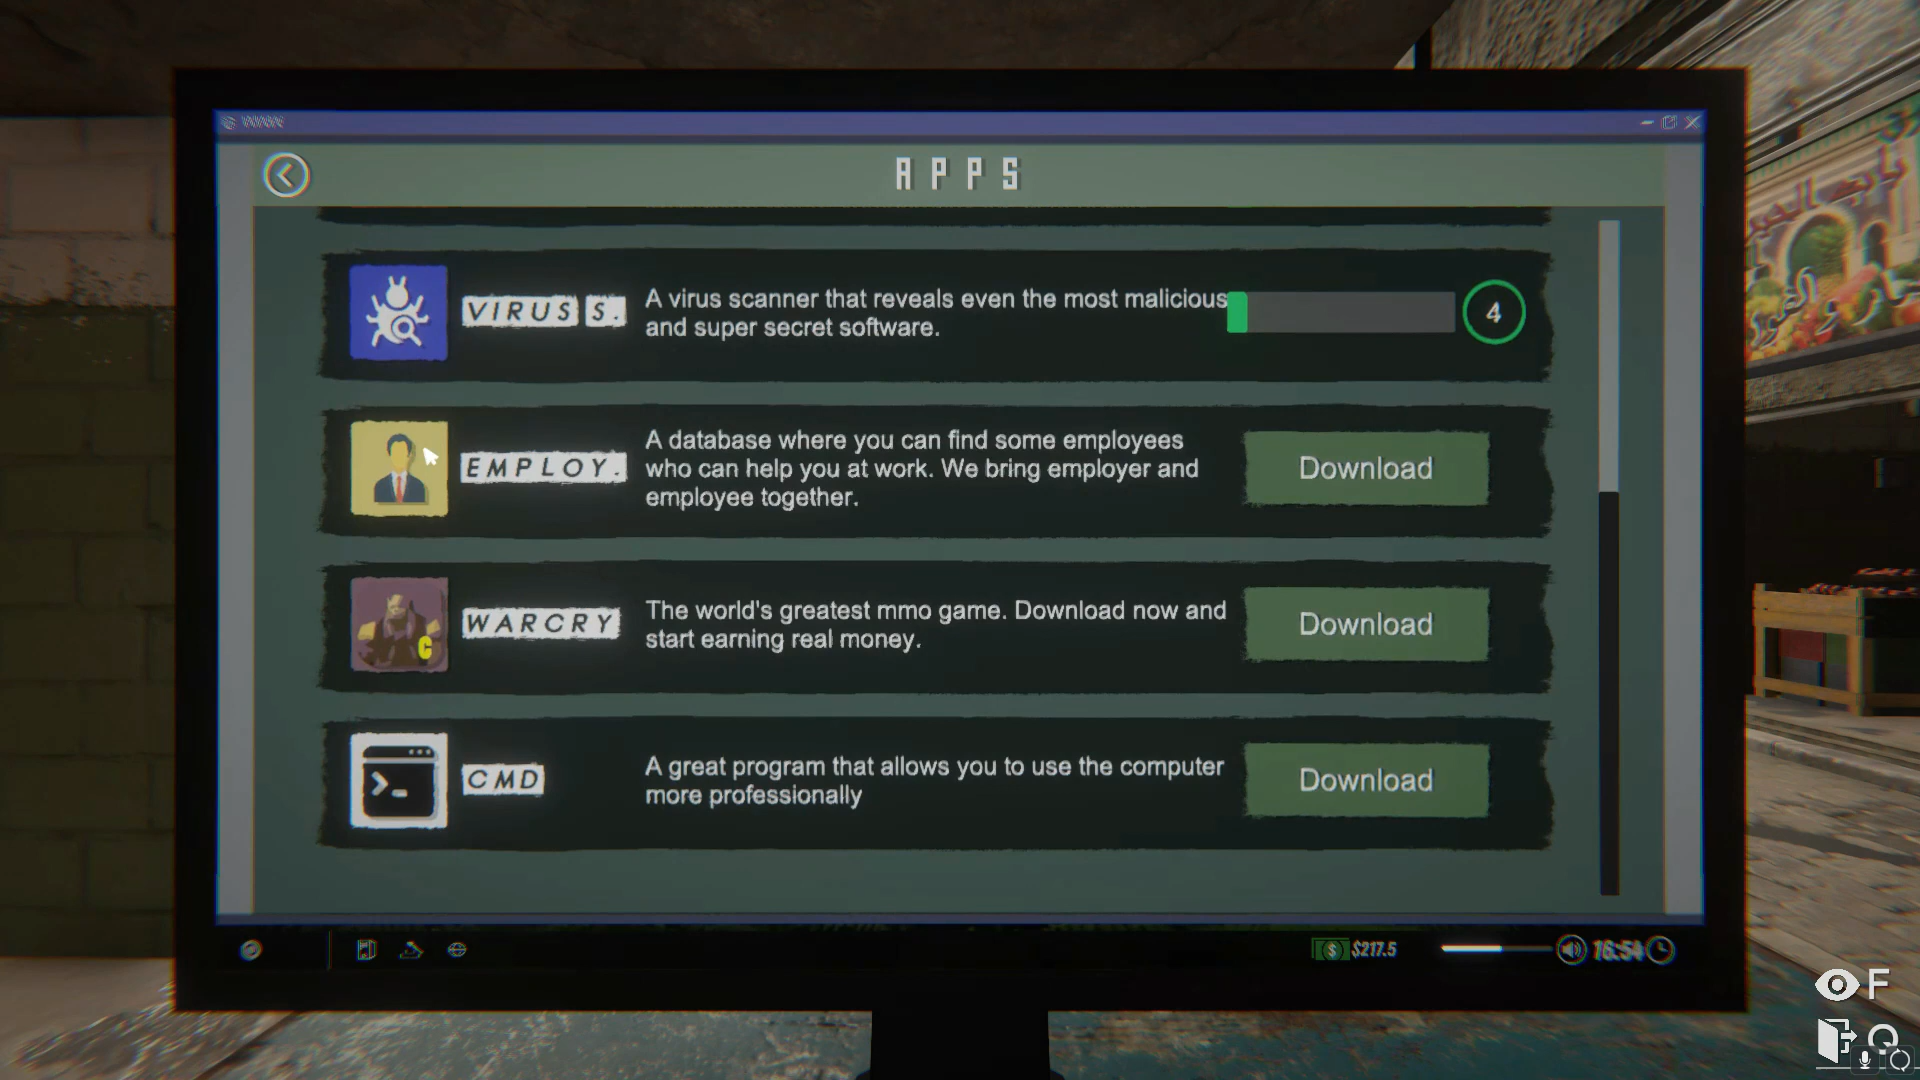 APPS
VIRUS S.
A virus scanner that reveals even the most malicious
and super secret software.
4
EMPLOY.
A database where you can find some employees
who can help you at work. We bring employer and
employee together.
Download
WARCRY
The world's greatest mmo game. Download now and
start earning real money.
Download
C
CMD
A great program that allows you to use the computer
more professionally
Download
$217.5
16:54
F
Q